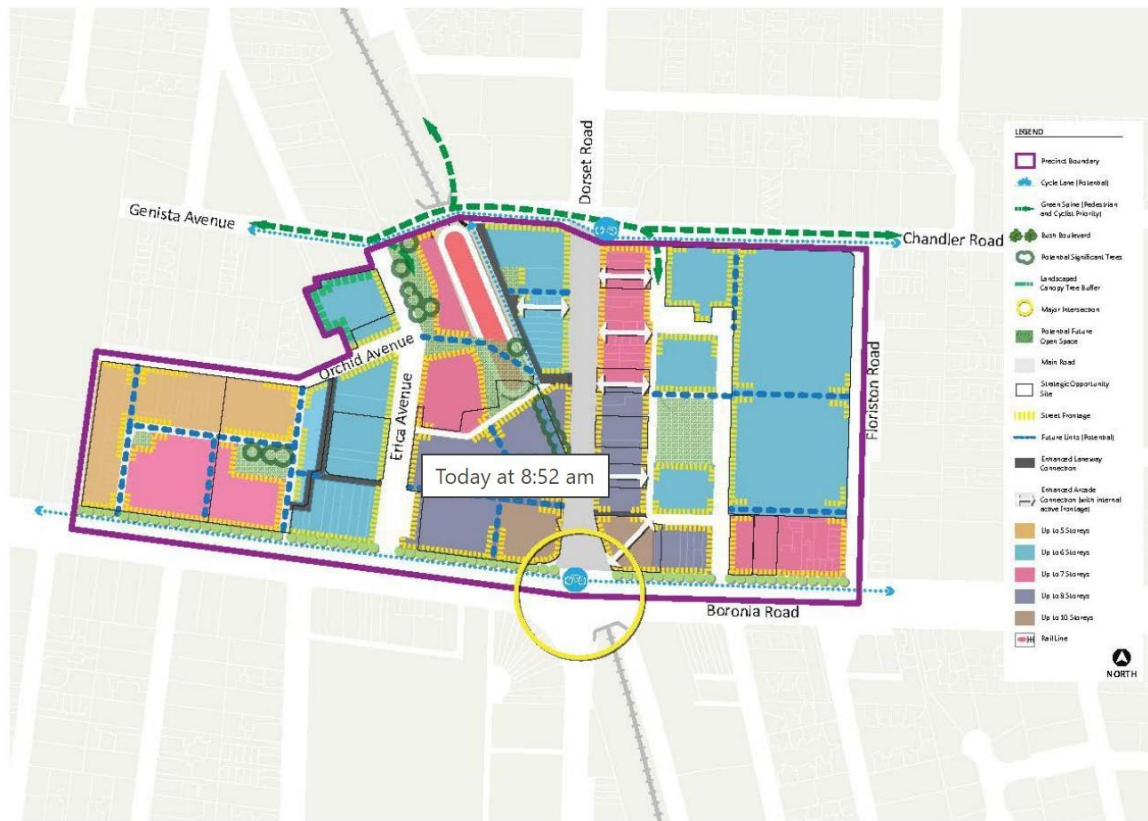 Dorset Road
Genista Avenue
Chandler Road
Orchid Avenue
Erica Avenue
Floriston Road
Today at 8:52 am
Boronia Road
LEGEND
Precinct Boundary
Cycle Lane (Potential)
Green Spine (Pedestrian
and Cyclist Priority)
Bush Boulevard
Potential Significant Trees
Landscaped
Canopy Tree Buffer
Major Intersection
Potential Future
Open Space
Main Road
Strategic Opportunity
Site
Street Frontage
Future Links (Potential)
Enhanced Laneway
Connection
Enhanced Arcade
Connection (with internal
active frontage)
Up to 5 Storeys
Up to 6 Storeys
Up to 7 Storeys
Up to 8 Storeys
Up to 10 Storeys
Rail Line
NORTH